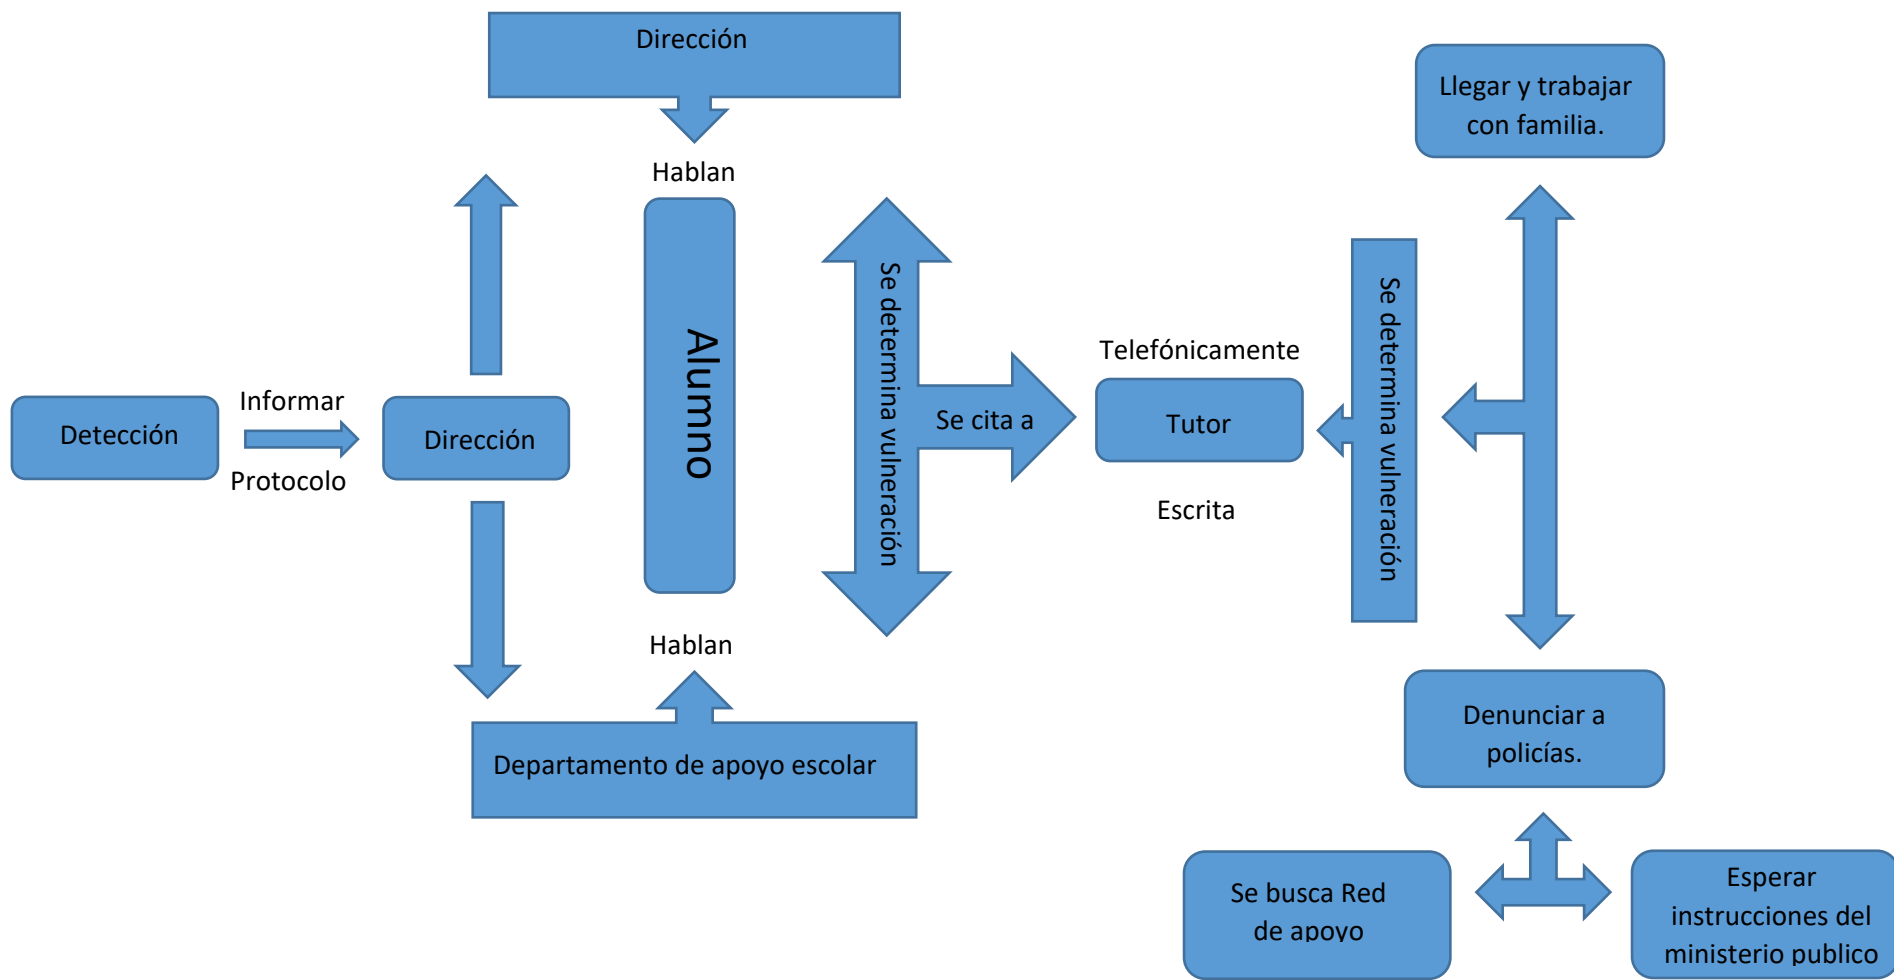 Dirección
Hablan
Alumno
Hablan
Departamento de apoyo escolar
Detección
Informar
Protocolo
Dirección
Se determina vulneración
Se cita a
Telefónicamente
Tutor
Escrita
Se determina vulneración
Llegar y trabajar
con familia.
Denunciar a
policías.
Se busca Red
de apoyo
Esperar
instrucciones del
ministerio publico